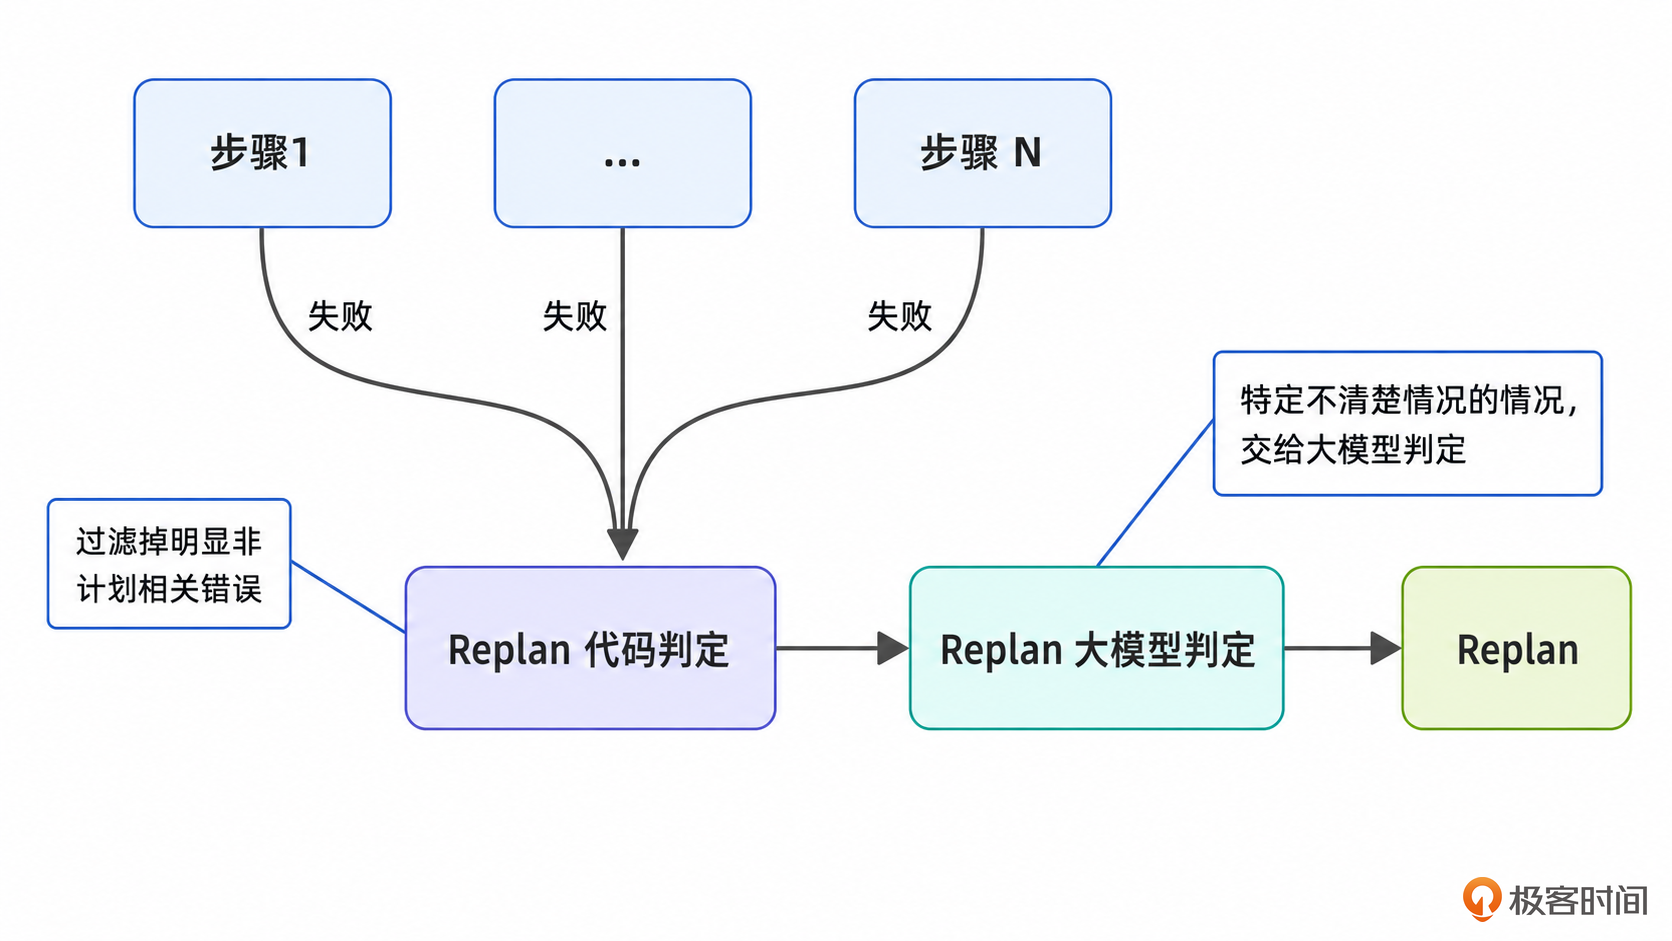 步骤1
...
步骤 N
失败
失败
失败
特定不清楚情况的情况，
交给大模型判定
过滤掉明显非
计划相关错误
Replan 代码判定
Replan 大模型判定
Replan
极客时间